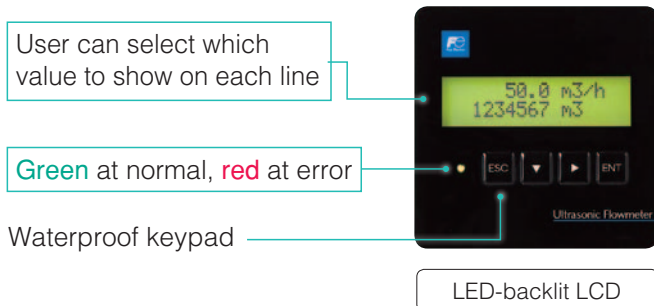 User can select which
value to show on each line
50.0 m3/h
1234567 m3
Green at normal, red at error
ESC
ENT
Ultrasonic Flowmeter
Waterproof keypad
LED-backlit LCD